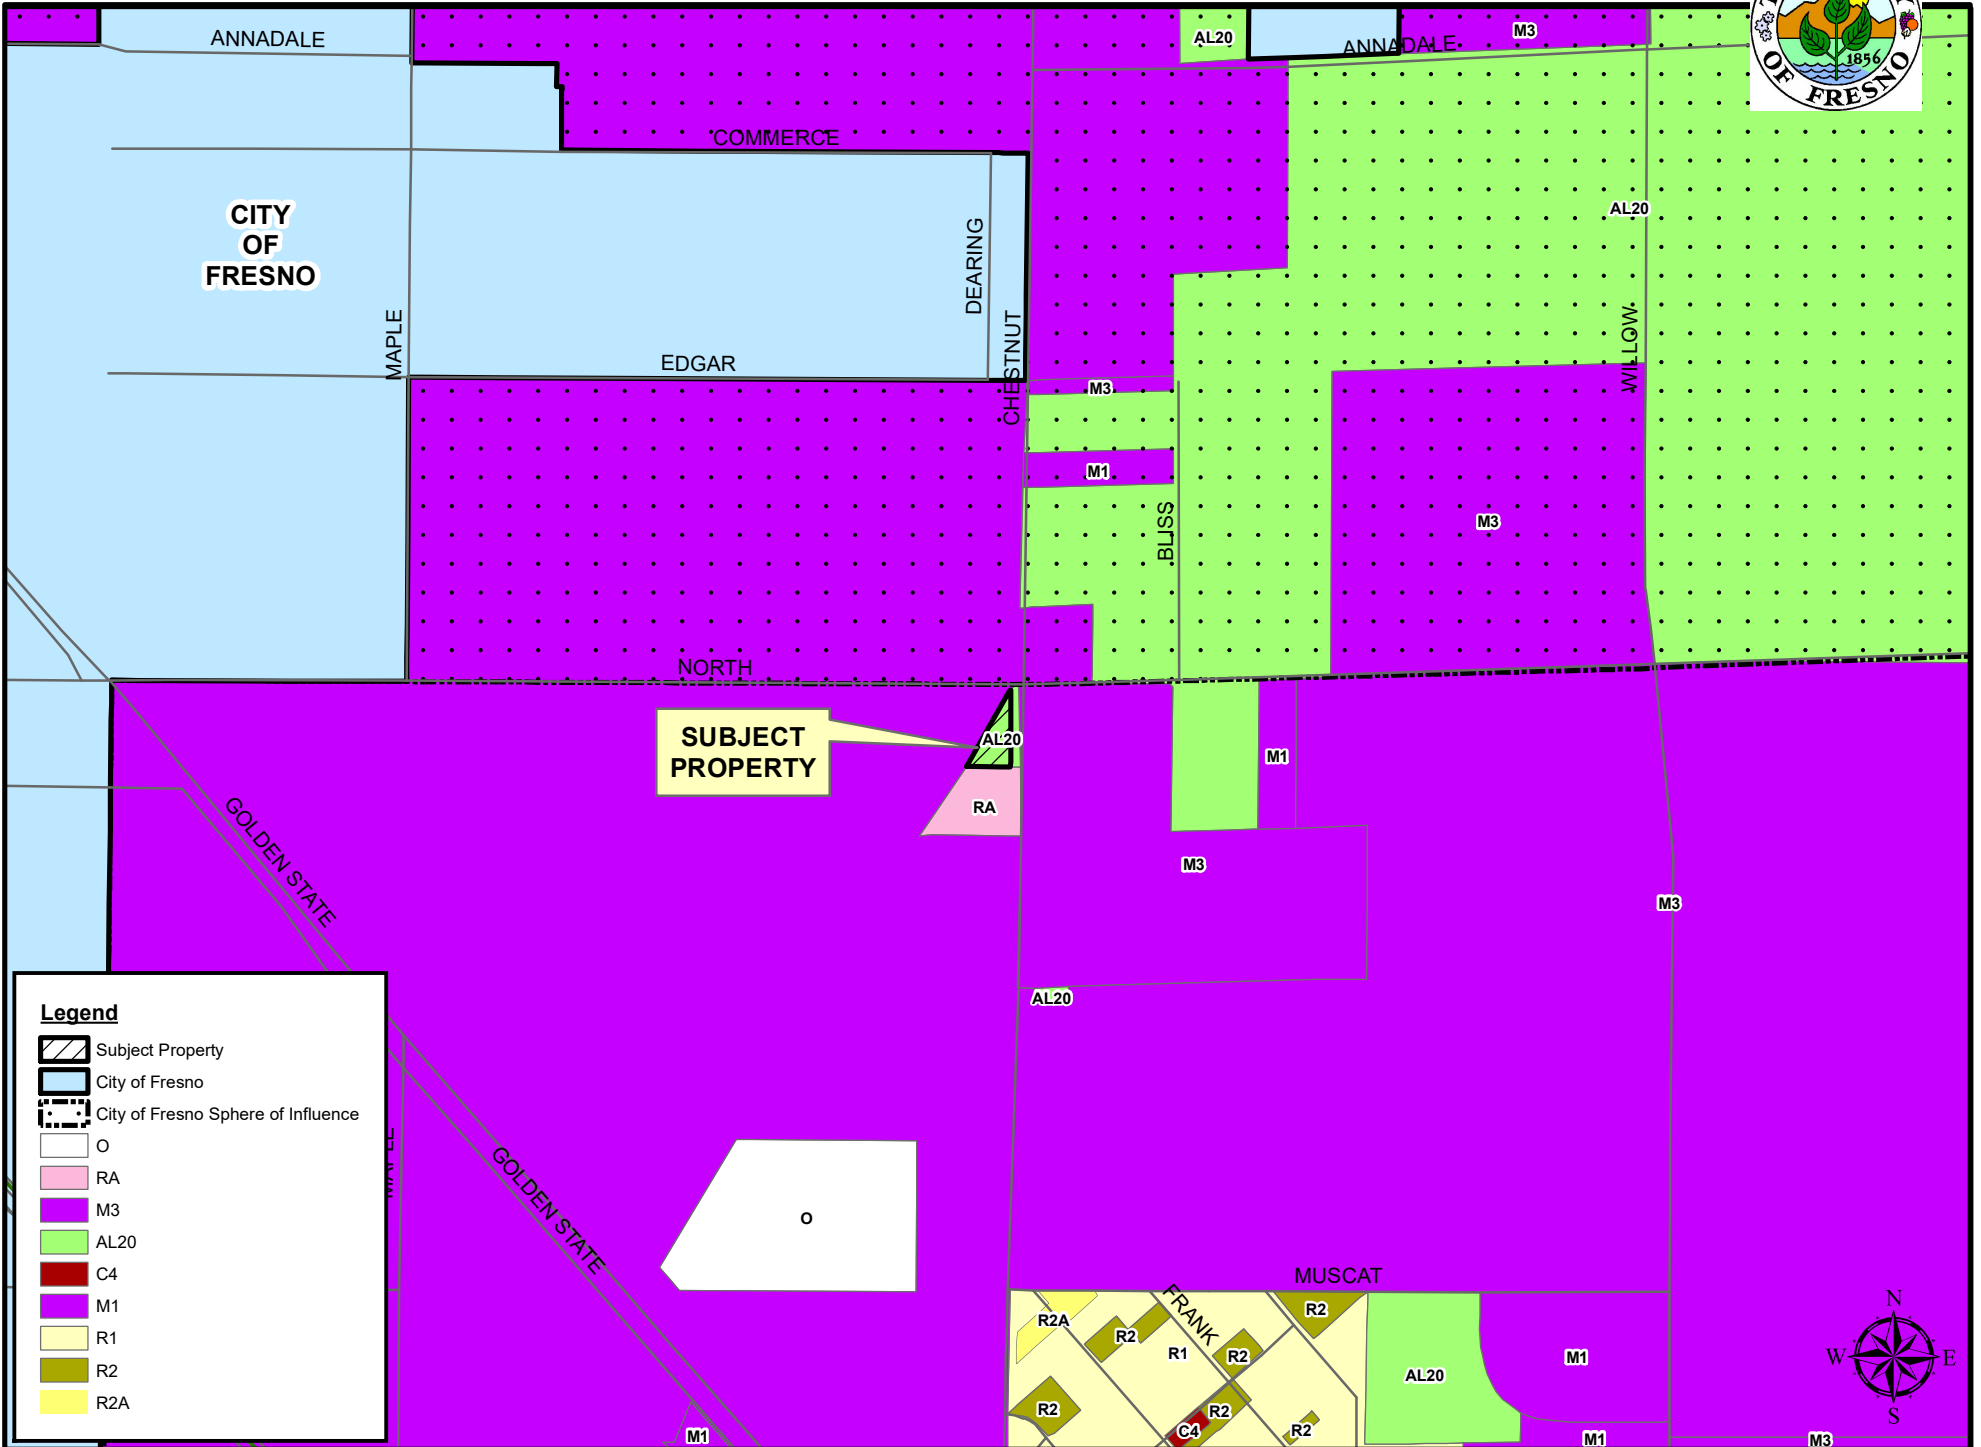 ANNADALE
AL20
ANNADALE
M3
1856
OF FRESNO
COMMERCE
CITY
OF
FRESNO
AL20
DEARING
MAPLE
CHESTNUT
WILLOW
EDGAR
M3
M1
BLISS
M3
NORTH
SUBJECT
PROPERTY
AL20
M1
RA
GOLDEN STATE
M3
M3
AL20
Legend
Subject Property
City of Fresno
City of Fresno Sphere of Influence
O
RA
M3
AL20
C4
M1
R1
R2
R2A
GOLDEN STATE
O
MUSCAT
FRANK
R2A
R2
R2
R1
R2
AL20
M1
R2
R2
C4
R2
M1
M1
M3
N
W
E
S